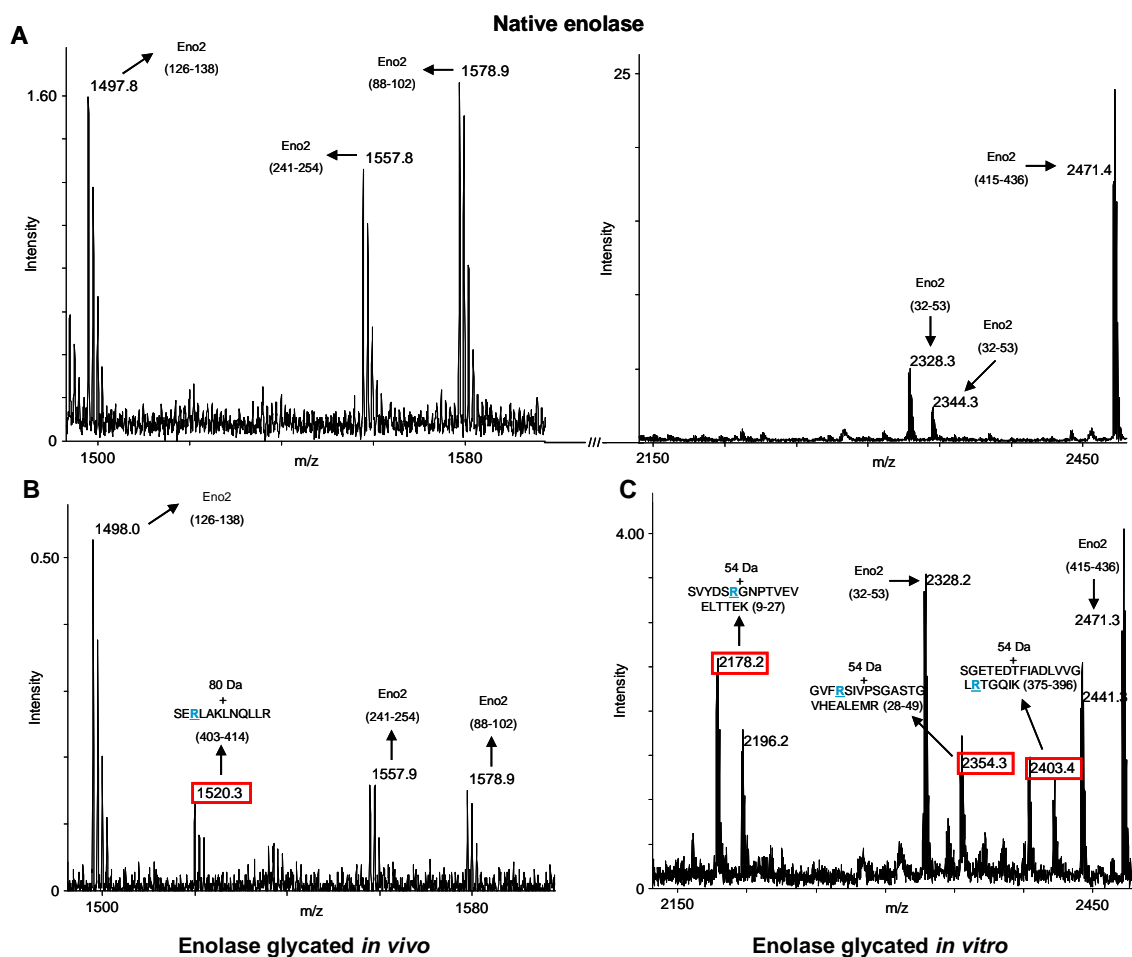 Native enolase
A
Eno2
(126-138)
1497.8
Eno2
(88-102)
1578.9
Eno2
(241-254)
1557.8
1.60
Intensity
0
1500
m/z
1580
///
25
Intensity
Eno2
(415-436)
2471.4
Eno2
(32-53)
2328.3
Eno2
(32-53)
2344.3
2150
m/z
2450
B
Eno2
(126-138)
1498.0
0.50
80 Da
+
SERLAKLNQLLR
(403-414)
1520.3
Eno2
(241-254)
1557.9
Eno2
(88-102)
1578.9
Intensity
0
1500
m/z
1580
Enolase glycated in vivo
C
4.00
54 Da
+
SVYDSRGNPTVEV
ELTTEK (9-27)
2178.2
2196.2
Eno2
(32-53)
2328.2
54 Da
+
GVFRSIVPSGASTG
VHEALEMR (28-49)
2354.3
54 Da
+
SGETEDTFIADLVVG
LRTGQIK (375-396)
2403.4
Eno2
(415-436)
2471.3
2441.3
Intensity
0
2150
m/z
2450
Enolase glycated in vitro